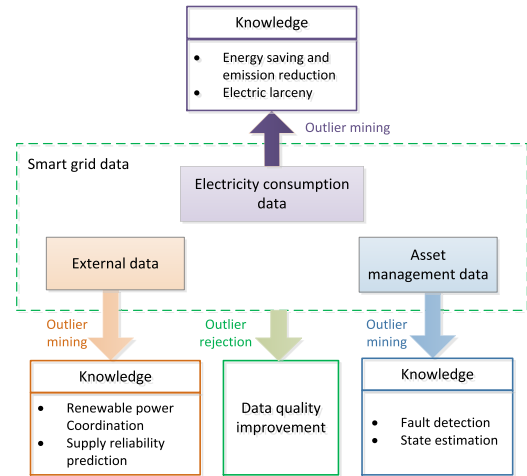 Knowledge
• Energy saving and
emission reduction
• Electric larceny
Outlier mining
Smart grid data
Electricity consumption
data
External data
Asset
management data
Outlier
mining
Outlier
rejection
Outlier
mining
Knowledge
• Renewable power
Coordination
• Supply reliability
prediction
Data quality
improvement
Knowledge
• Fault detection
• State estimation